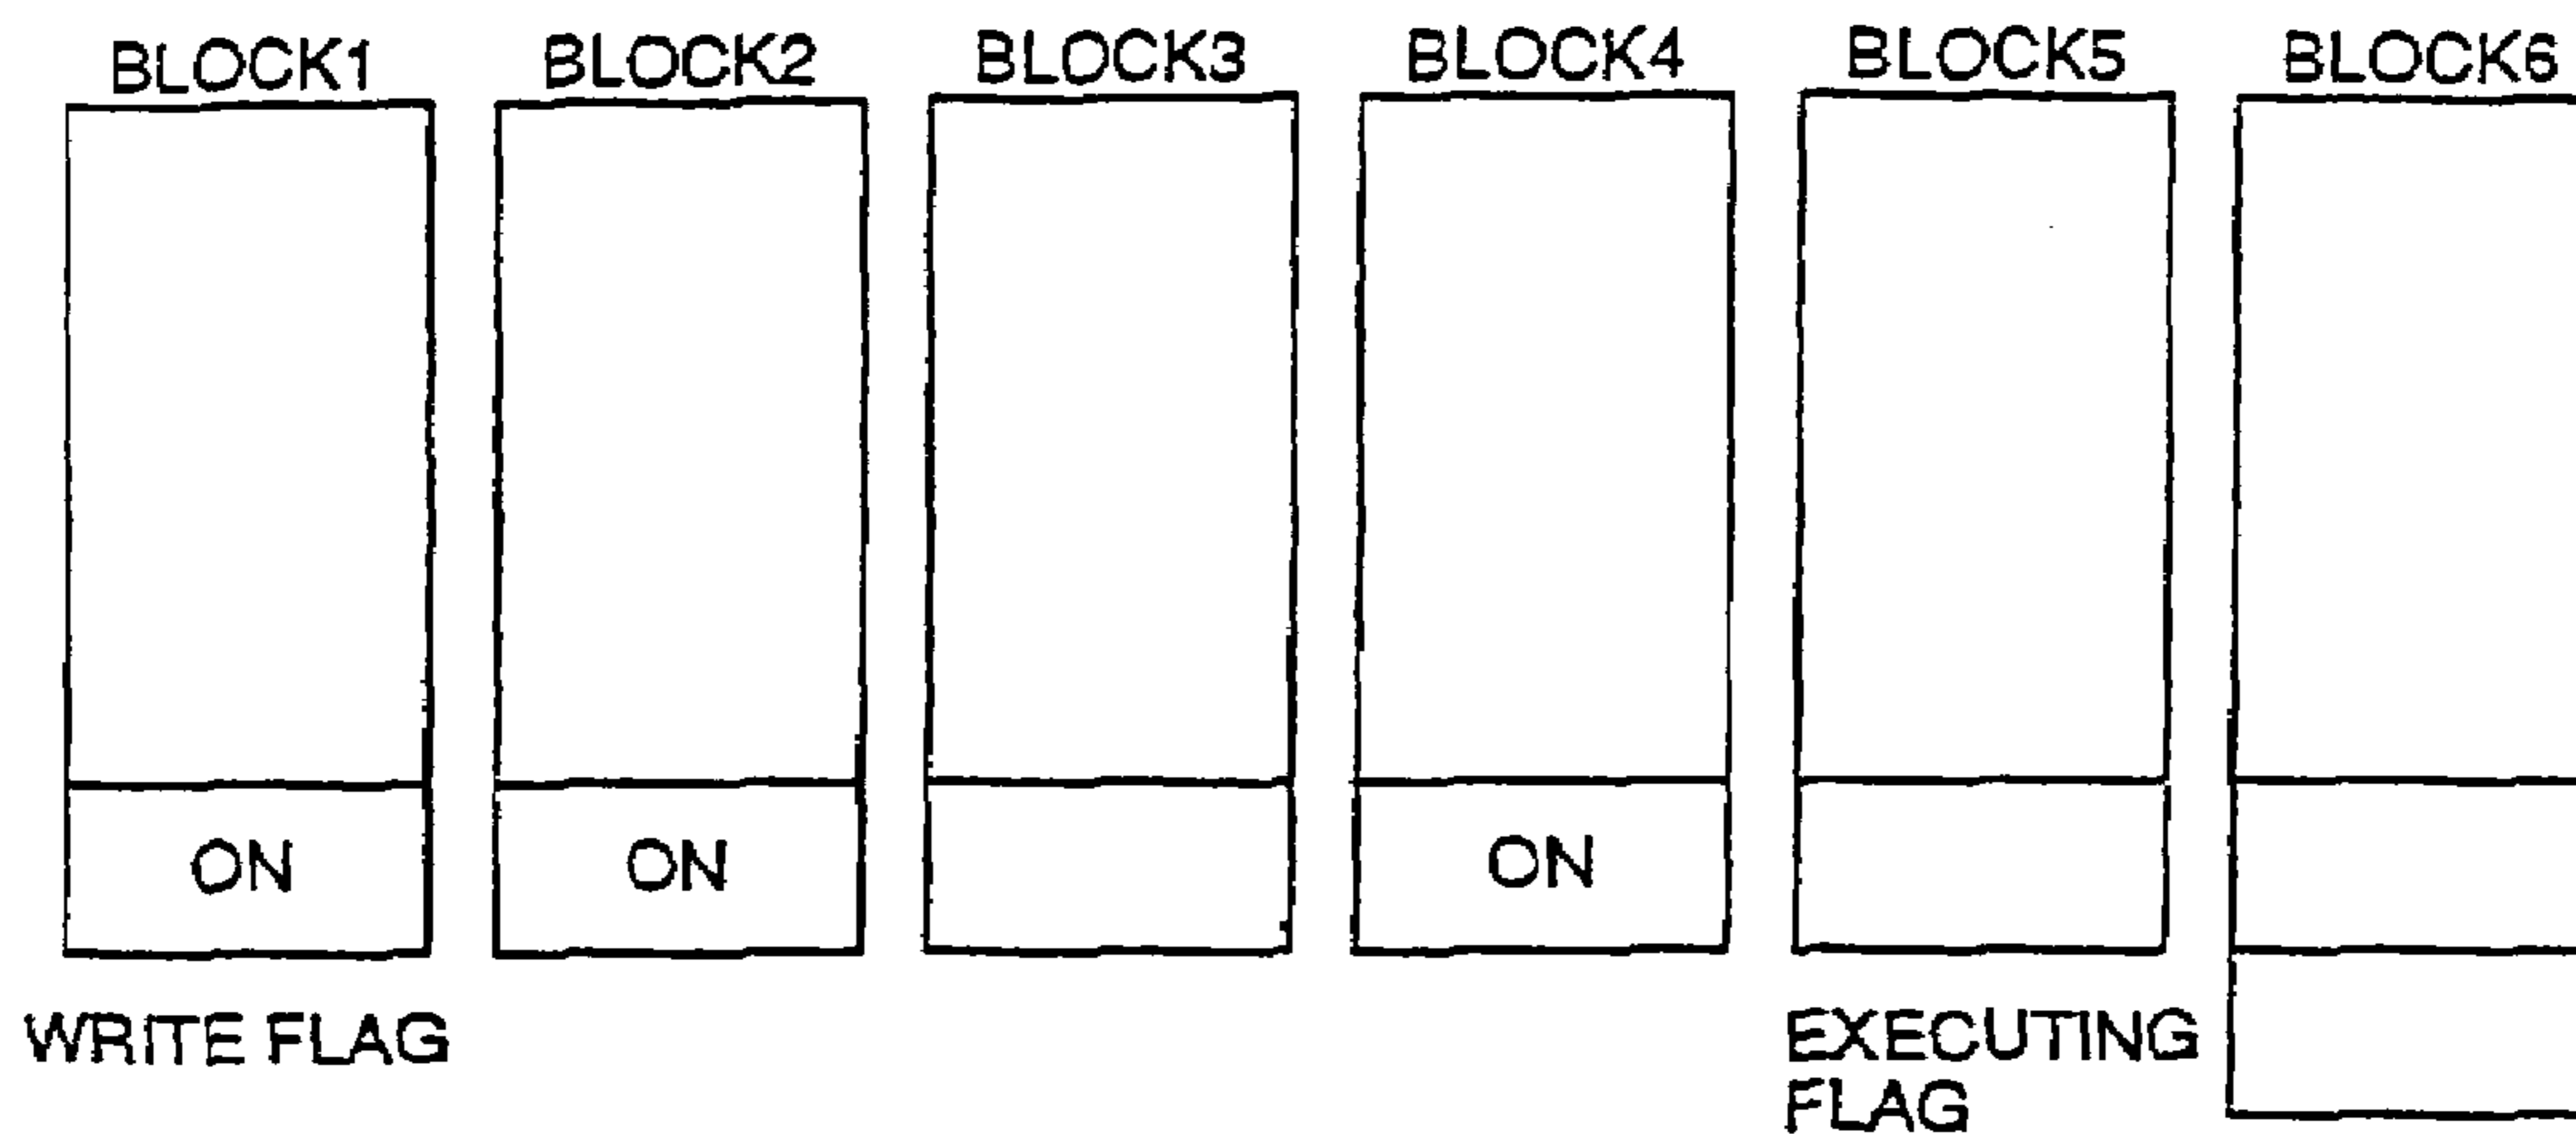 BLOCK1 BLOCK2 BLOCK3 BLOCK4 BLOCK5 BLOCK6
ON ON ON
WRITE FLAG
EXECUTING
FLAG